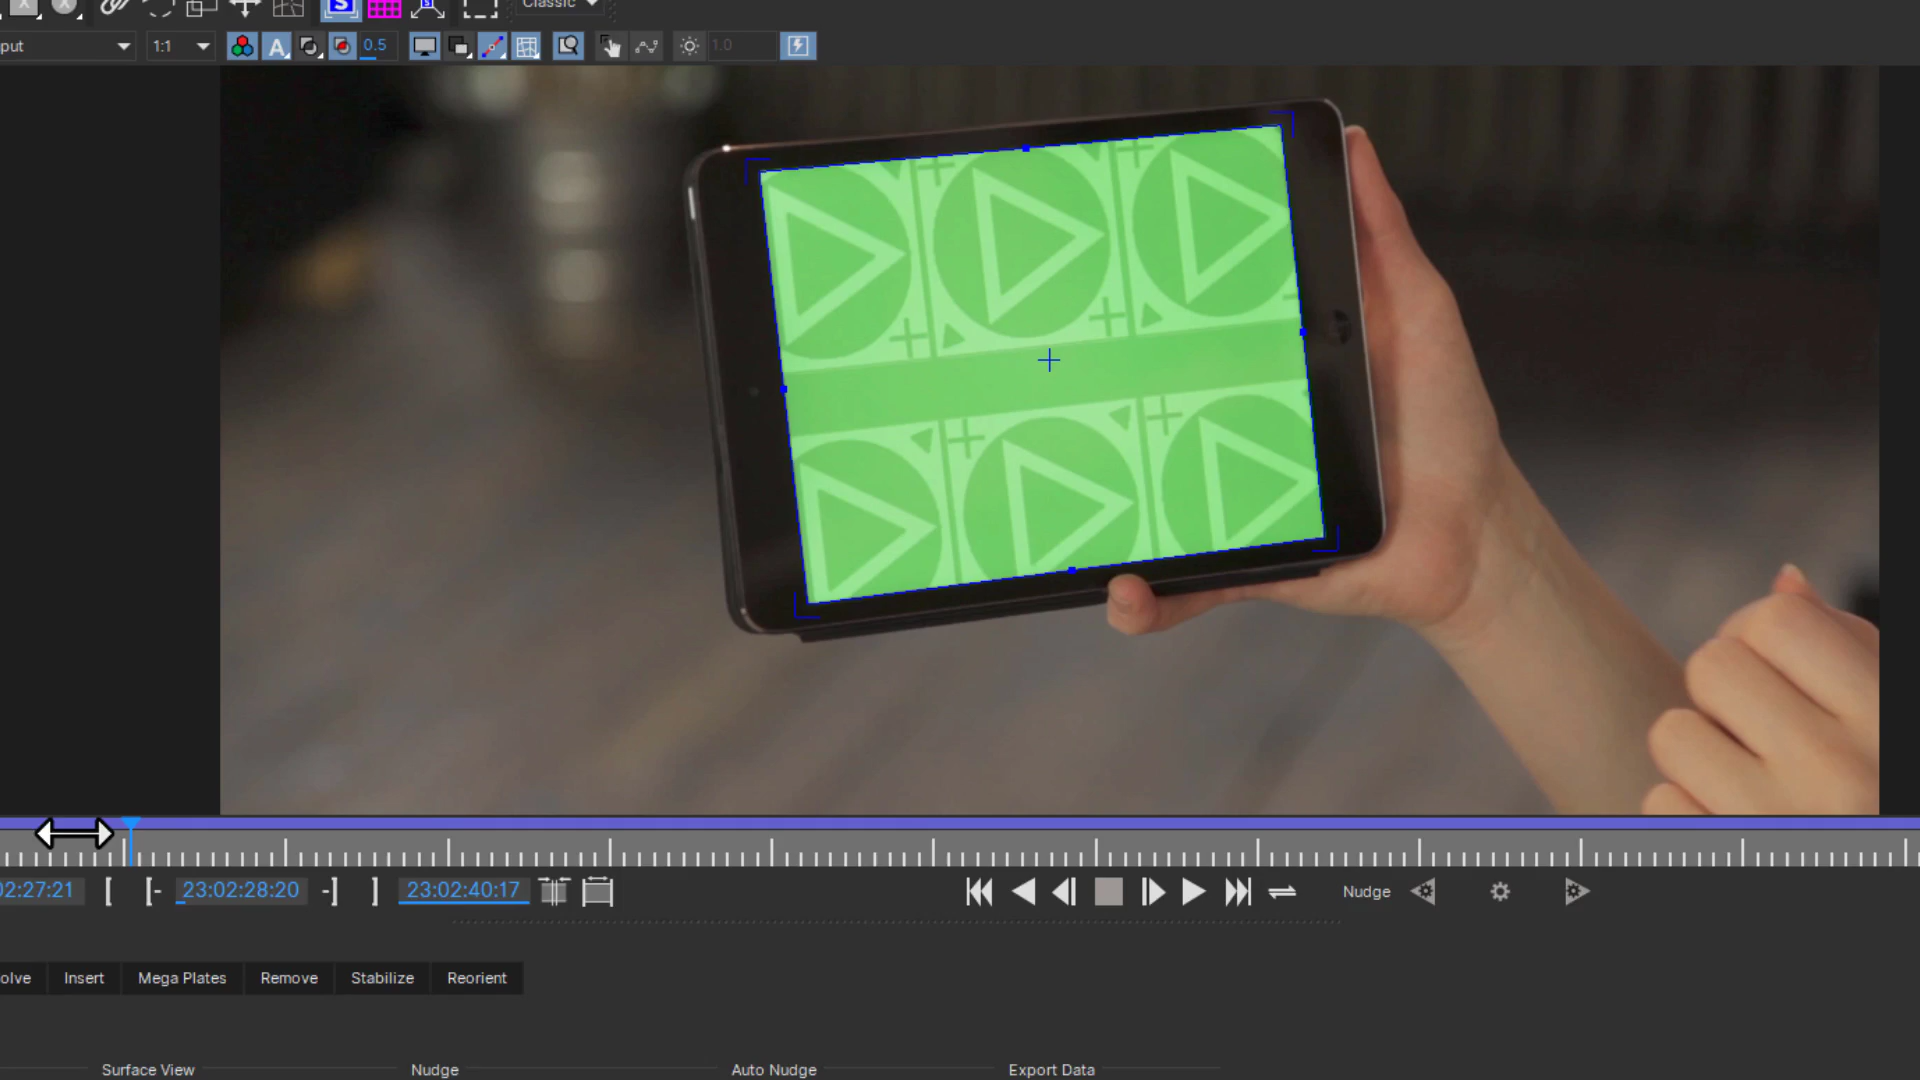 Classic
put 1:1 A 0.5 1.0
02:27:21 [ [- 23:02:28:20 -] ] 23:02:40:17 Nudge
olve Insert Mega Plates Remove Stabilize Reorient
Surface View Nudge Auto Nudge Export Data